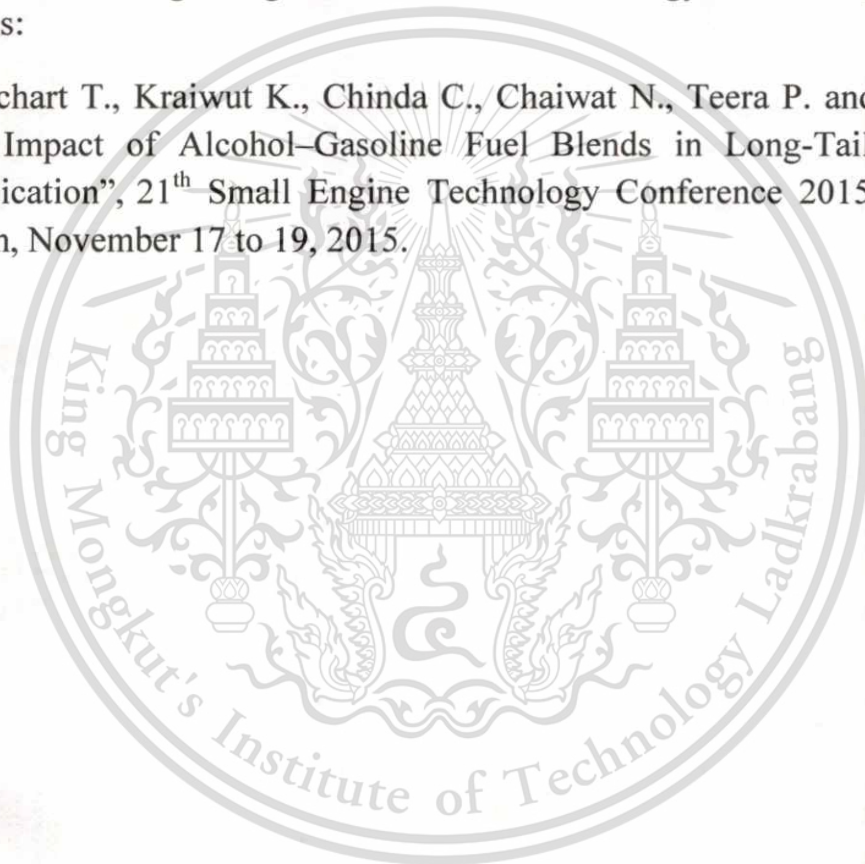 s:
chart T., Kraiwut K., Chinda C., Chaiwat N., Teera P. and
Impact of Alcohol–Gasoline Fuel Blends in Long-Tail
ication”, 21th Small Engine Technology Conference 2015
n, November 17 to 19, 2015.
King Mongkut's Institute of Technology Ladkrabang